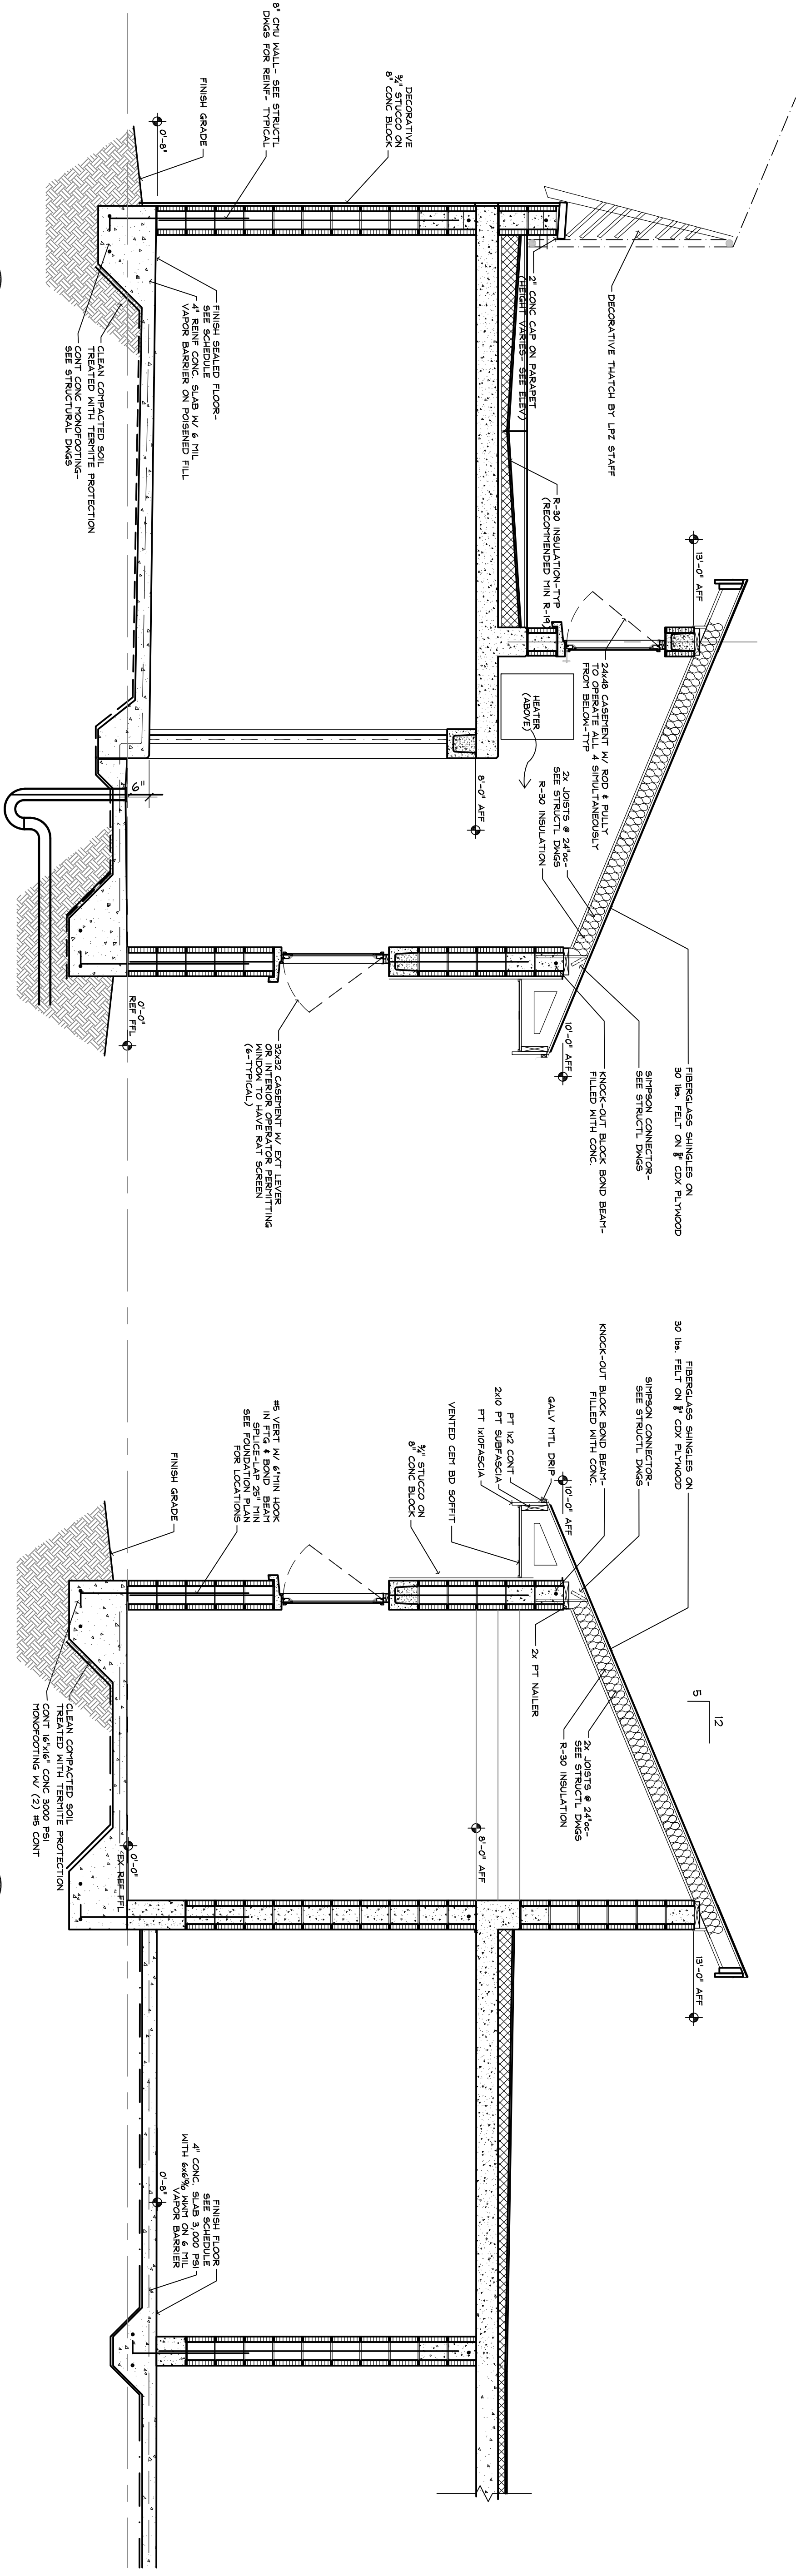 DECORATIVE THATCH BY LPZ STAFF
DECORATIVE
3/4" STUCCO ON
8" CONC BLOCK
8" CMU WALL- SEE STRUCTL
DWGS FOR REINF- TYPICAL
FINISH GRADE
0'-8"
2" CONC CAP ON PARAPET
(HEIGHT VARIES- SEE ELEV)
R-30 INSULATION-TYP
(RECOMMENDED MIN R-19)
13'-0" AFF
24x48 CASEMENT W/ ROD & PULLY
TO OPERATE ALL 4 SIMULTANEOUSLY
FROM BELOW-TYP
HEATER
(ABOVE)
2x JOISTS @ 24"oc-
SEE STRUCTL DWGS
R-30 INSULATION
8'-0" AFF
FINISH SEALED FLOOR-
SEE SCHEDULE
4" REINF CONC. SLAB W/ 6 MIL
VAPOR BARRIER ON POISENED FILL
CLEAN COMPACTED SOIL
TREATED WITH TERMITE PROTECTION
CONT CONC MONOFOOTING-
SEE STRUCTURAL DWGS
6"
FIBERGLASS SHINGLES ON
30 lbs. FELT ON 5/8" CDX PLYWOOD
SIMPSON CONNECTOR-
SEE STRUCTL DWGS
KNOCK-OUT BLOCK BOND BEAM-
FILLED WITH CONC.
10'-0" AFF
32x32 CASEMENT W/ EXT LEVER
OR INTERIOR OPERATOR PERMITTING
WINDOW TO HAVE RAT SCREEN
(6-TYPICAL)
0'-0"
REF FFL
FIBERGLASS SHINGLES ON
30 lbs. FELT ON 5/8" CDX PLYWOOD
SIMPSON CONNECTOR-
SEE STRUCTL DWGS
KNOCK-OUT BLOCK BOND BEAM-
FILLED WITH CONC.
10'-0" AFF
GALV MTL DRIP
PT 1x2 CONT
2x10 PT SUBFASCIA
PT 1x10FASCIA
VENTED CEM BD SOFFIT
3/4" STUCCO ON
8" CONC BLOCK
#5 VERT W/ 6"MIN HOOK
IN FTG & BOND BEAM
SPLICE-LAP 25" MIN
SEE FOUNDATION PLAN
FOR LOCATIONS
FINISH GRADE
12
5
2x PT NAILER
2x JOISTS @ 24"oc-
SEE STRUCTL DWGS
R-30 INSULATION
8'-0" AFF
0'-0"
EX REF FFL
CLEAN COMPACTED SOIL
TREATED WITH TERMITE PROTECTION
CONT 16"x16" CONC 3000 PSI
MONOFOOTING W/ (2) #5 CONT
13'-0" AFF
FINISH FLOOR
SEE SCHEDULE
4" CONC. SLAB 3,000 PSI
WITH 6x6 WWM ON 6 MIL
VAPOR BARRIER
0'-8"